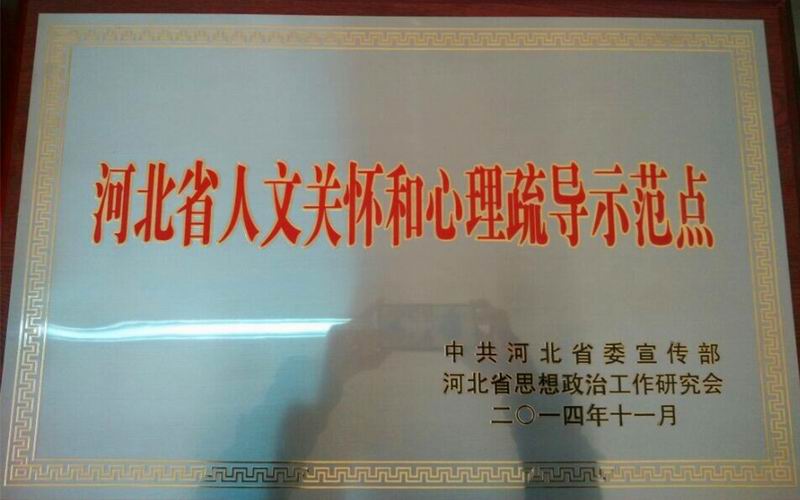 河北省人文关怀和心理疏导示范点
中共河北省委宣传部
河北省思想政治工作研究会
二〇一四年十一月